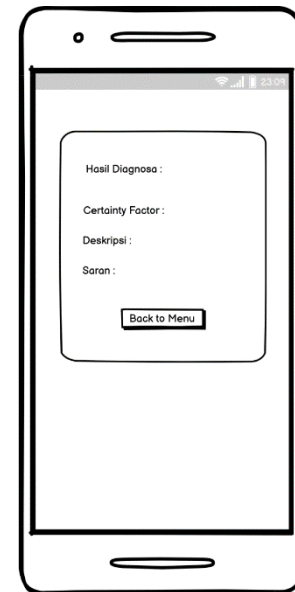 23:09
Hasil Diagnosa :
Certainty Factor :
Deskripsi :
Saran :
Back to Menu